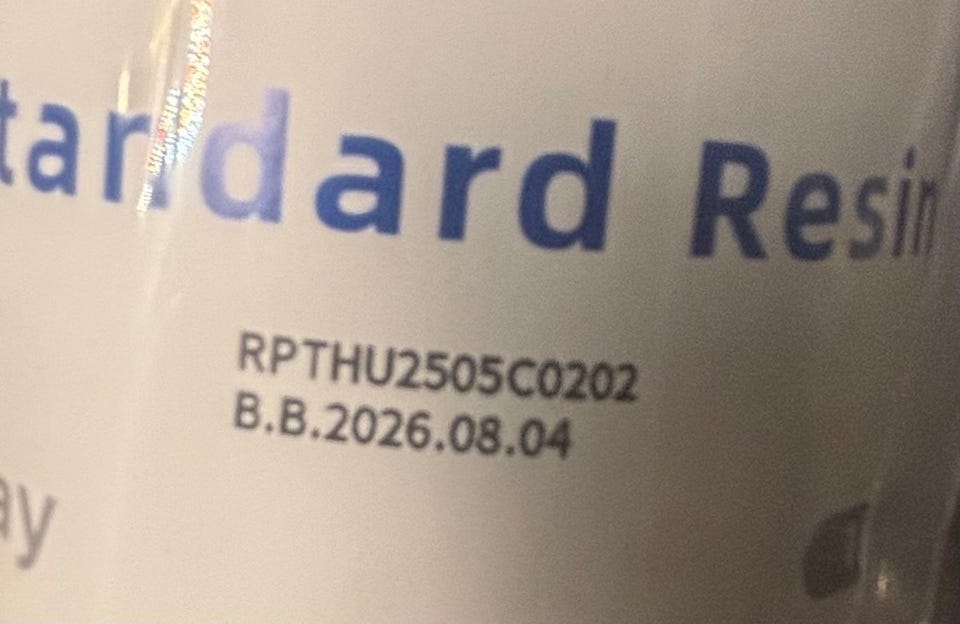 tandard Resin
RPTHU2505C0202
B.B.2026.08.04
ay